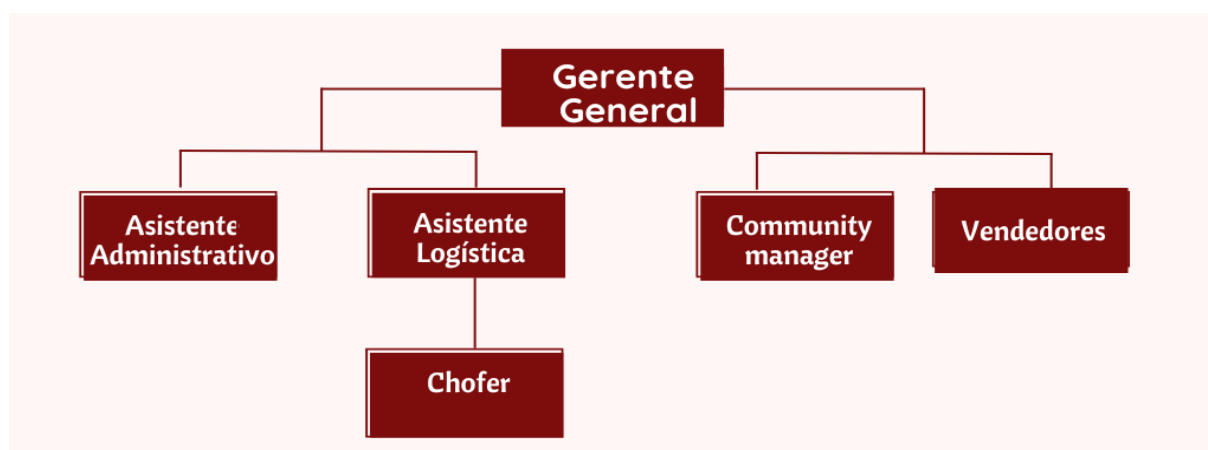 Gerente
General
Asistente
Administrativo
Asistente
Logística
Community
manager
Vendedores
Chofer